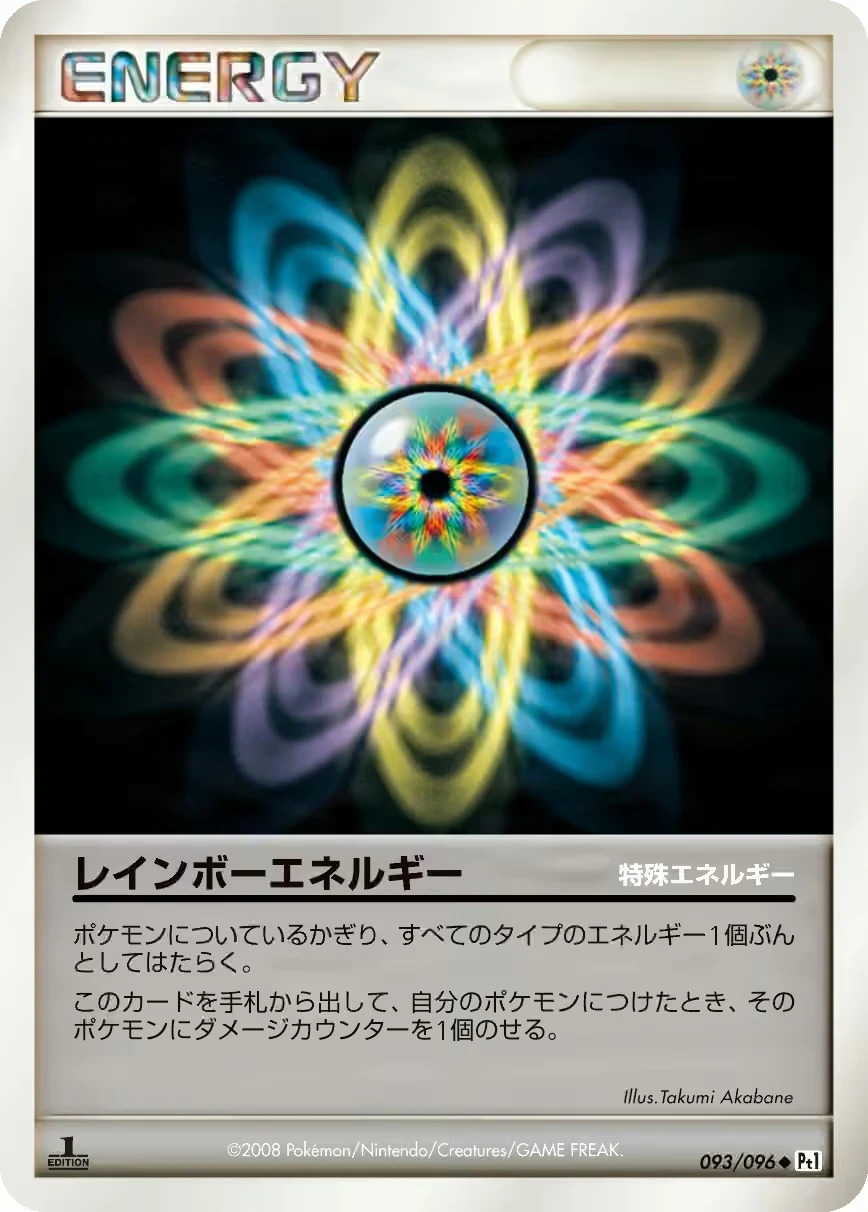 ENERGY
レインボーエネルギー
特殊エネルギー
ポケモンについているかぎり、すべてのタイプのエネルギー1個ぶん
としてはたらく。
このカードを手札から出して、自分のポケモンにつけたとき、その
ポケモンにダメージカウンターを1個のせる。
Illus.Takumi Akabane
1
EDITION
©2008 Pokémon/Nintendo/Creatures/GAME FREAK.
093/096◆ Pt1